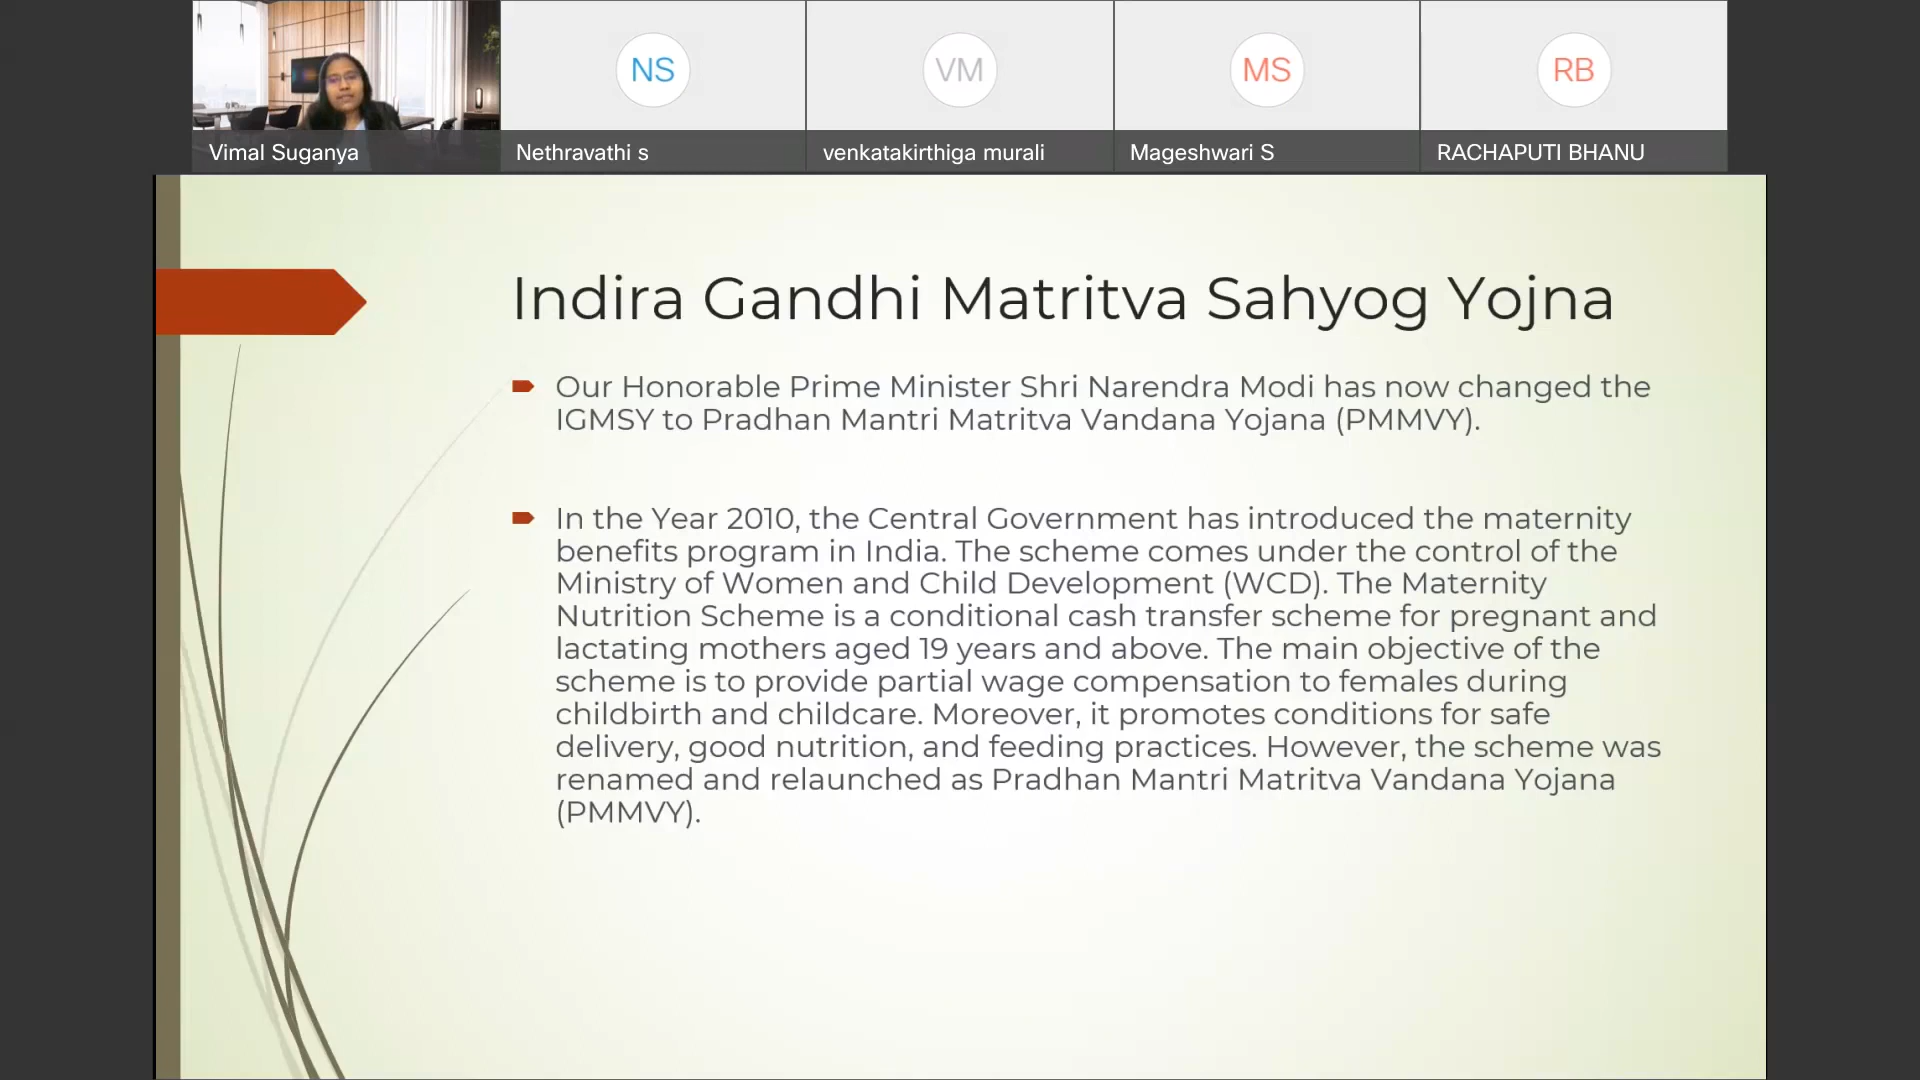 NS
VM
MS
RB
Vimal Suganya
Nethravathi s
venkatakirthiga murali
Mageshwari S
RACHAPUTI BHANU
Indira Gandhi Matritva Sahyog Yojna
Our Honorable Prime Minister Shri Narendra Modi has now changed the
IGMSY to Pradhan Mantri Matritva Vandana Yojana (PMMVY).
In the Year 2010, the Central Government has introduced the maternity
benefits program in India. The scheme comes under the control of the
Ministry of Women and Child Development (WCD). The Maternity
Nutrition Scheme is a conditional cash transfer scheme for pregnant and
lactating mothers aged 19 years and above. The main objective of the
scheme is to provide partial wage compensation to females during
childbirth and childcare. Moreover, it promotes conditions for safe
delivery, good nutrition, and feeding practices. However, the scheme was
renamed and relaunched as Pradhan Mantri Matritva Vandana Yojana
(PMMVY).